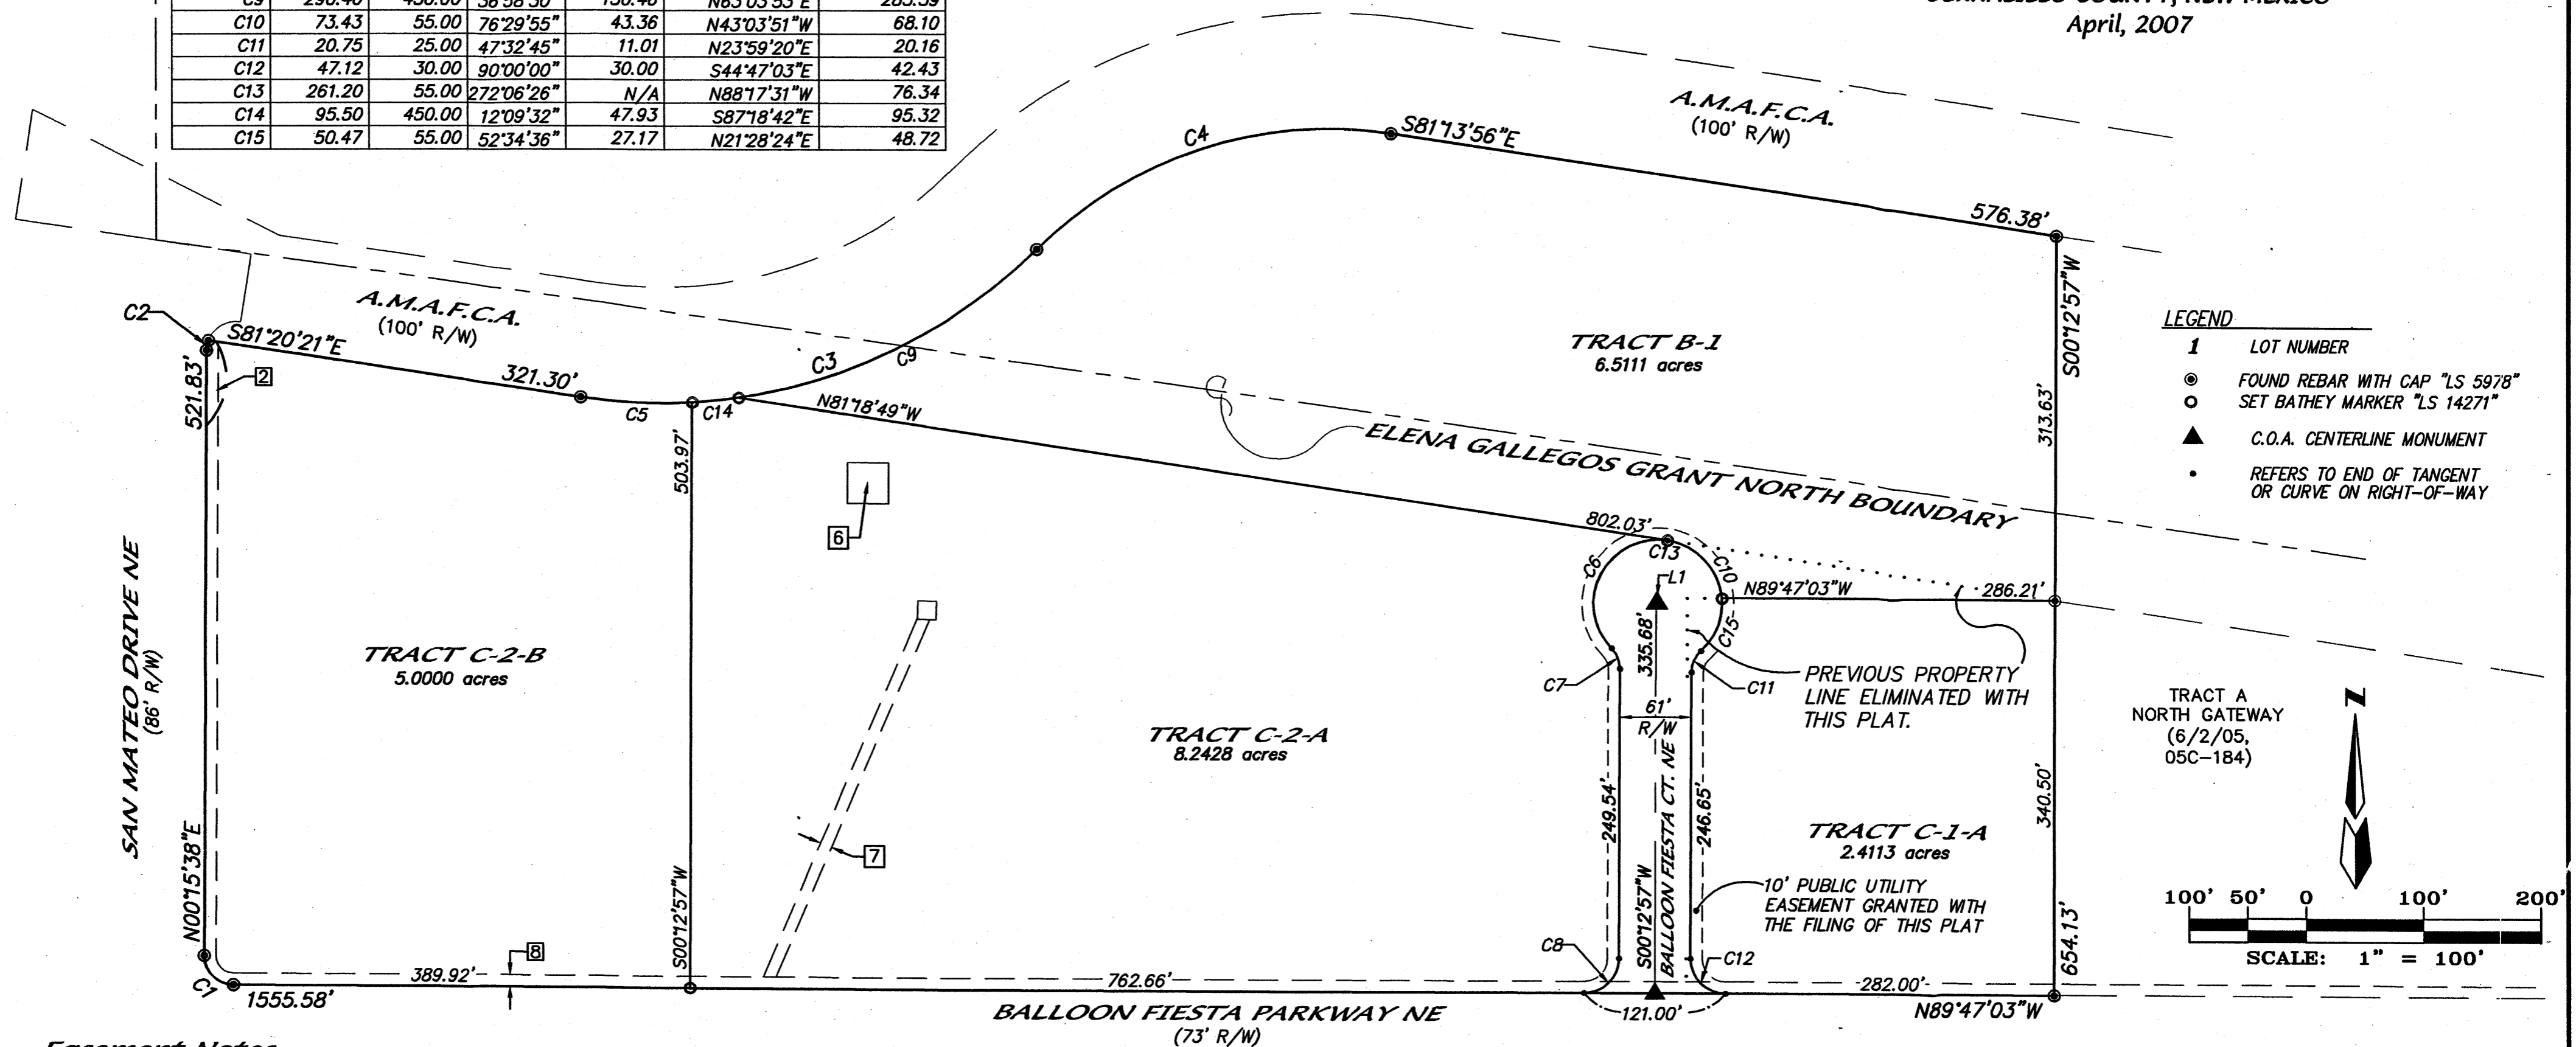 C10 73.43 55.00 76°29'55" 43.36 N43°03'51"W 68.10
C11 20.75 25.00 47°32'45" 11.01 N23°59'20"E 20.16
C12 47.12 30.00 90°00'00" 30.00 S44°47'03"E 42.43
C13 261.20 55.00 272°06'26" N/A N88°17'31"W 76.34
C14 95.50 450.00 12°09'32" 47.93 S87°18'42"E 95.32
C15 50.47 55.00 52°34'36" 27.17 N21°28'24"E 48.72
April, 2007
A.M.A.F.C.A.
(100' R/W)
C4
S81°13'56"E
576.38'
C2
S81°20'21"E
A.M.A.F.C.A.
(100' R/W)
321.30'
C5
C14
C3
C9
N81°18'49"W
TRACT B-1
6.5111 acres
S00°12'57"W
313.63'
LEGEND
1 LOT NUMBER
FOUND REBAR WITH CAP "LS 5978"
SET BATHEY MARKER "LS 14271"
C.O.A. CENTERLINE MONUMENT
REFERS TO END OF TANGENT
OR CURVE ON RIGHT-OF-WAY
521.83'
2
503.97'
6
ELENA GALLEGOS GRANT NORTH BOUNDARY
802.03'
C13
C6
C10
L1
N89°47'03"W
286.21'
C15
335.68'
C7
C11
PREVIOUS PROPERTY
LINE ELIMINATED WITH
THIS PLAT.
SAN MATEO DRIVE NE
(86' R/W)
TRACT C-2-B
5.0000 acres
TRACT C-2-A
8.2428 acres
61'
R/W
TRACT A
NORTH GATEWAY
(6/2/05,
05C-184)
N
7
249.54'
BALLOON FIESTA CT. NE
246.65'
340.50'
TRACT C-1-A
2.4113 acres
10' PUBLIC UTILITY
EASEMENT GRANTED WITH
THE FILING OF THIS PLAT
N00°15'38"E
S00°12'57"W
S00°12'57"W
654.13'
100' 50' 0 100' 200'
SCALE: 1" = 100'
C8
C12
8
389.92'
762.66'
282.00'
C1
1555.58'
BALLOON FIESTA PARKWAY NE
(73' R/W)
121.00'
N89°47'03"W